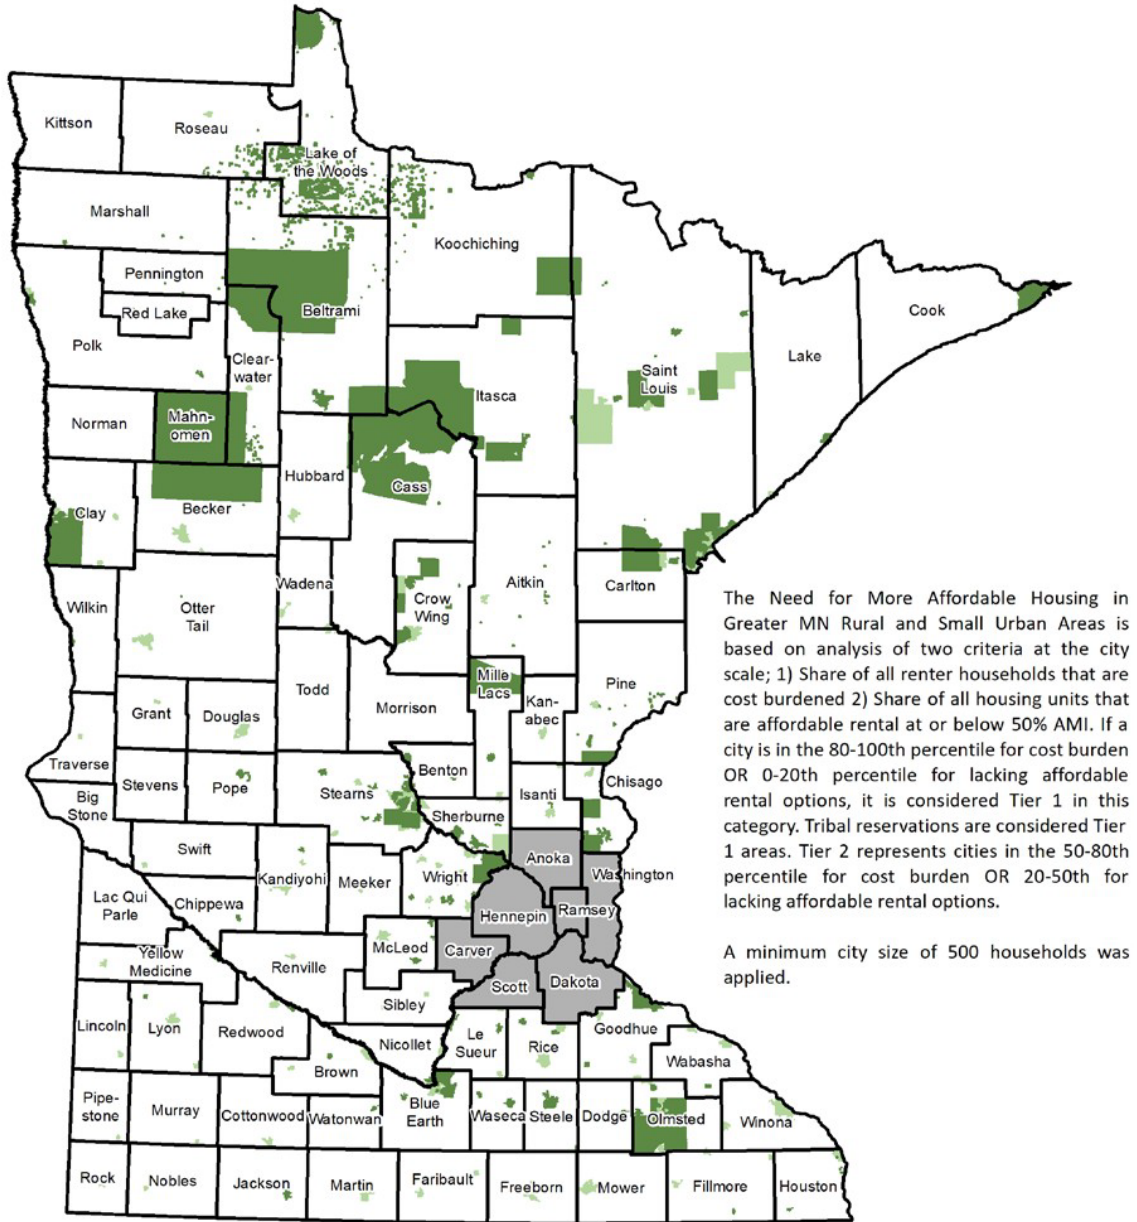 Kittson
Roseau
Lake of
the Woods
Marshall
Koochiching
Pennington
Red Lake
Beltrami
Polk
Clear-
water
Cook
Lake
Saint
Louis
Itasca
Norman
Mahn-
omen
Hubbard
Cass
Clay
Becker
Wadena
Crow
Wing
Aitkin
Carlton
Wilkin
Otter
Tail
Todd
Mille
Lacs
Kan-
abec
Pine
Morrison
Grant
Douglas
Traverse
Stevens
Pope
Stearns
Benton
Isanti
Chisago
Big
Stone
Sherburne
Swift
Anoka
Kandiyohi
Meeker
Wright
Washington
Lac Qui
Parle
Chippewa
Hennepin
Ramsey
Yellow
Medicine
Renville
McLeod
Carver
Scott
Dakota
Sibley
Lincoln
Lyon
Redwood
Nicollet
Le
Sueur
Rice
Goodhue
Wabasha
Brown
Pipe-
stone
Murray
Cottonwood
Watonwan
Blue
Earth
Waseca
Steele
Dodge
Olmsted
Winona
Rock
Nobles
Jackson
Martin
Faribault
Freeborn
Mower
Fillmore
Houston
The Need for More Affordable Housing in
Greater MN Rural and Small Urban Areas is
based on analysis of two criteria at the city
scale; 1) Share of all renter households that are
cost burdened 2) Share of all housing units that
are affordable rental at or below 50% AMI. If a
city is in the 80-100th percentile for cost burden
OR 0-20th percentile for lacking affordable
rental options, it is considered Tier 1 in this
category. Tribal reservations are considered Tier
1 areas. Tier 2 represents cities in the 50-80th
percentile for cost burden OR 20-50th for
lacking affordable rental options.
A minimum city size of 500 households was
applied.